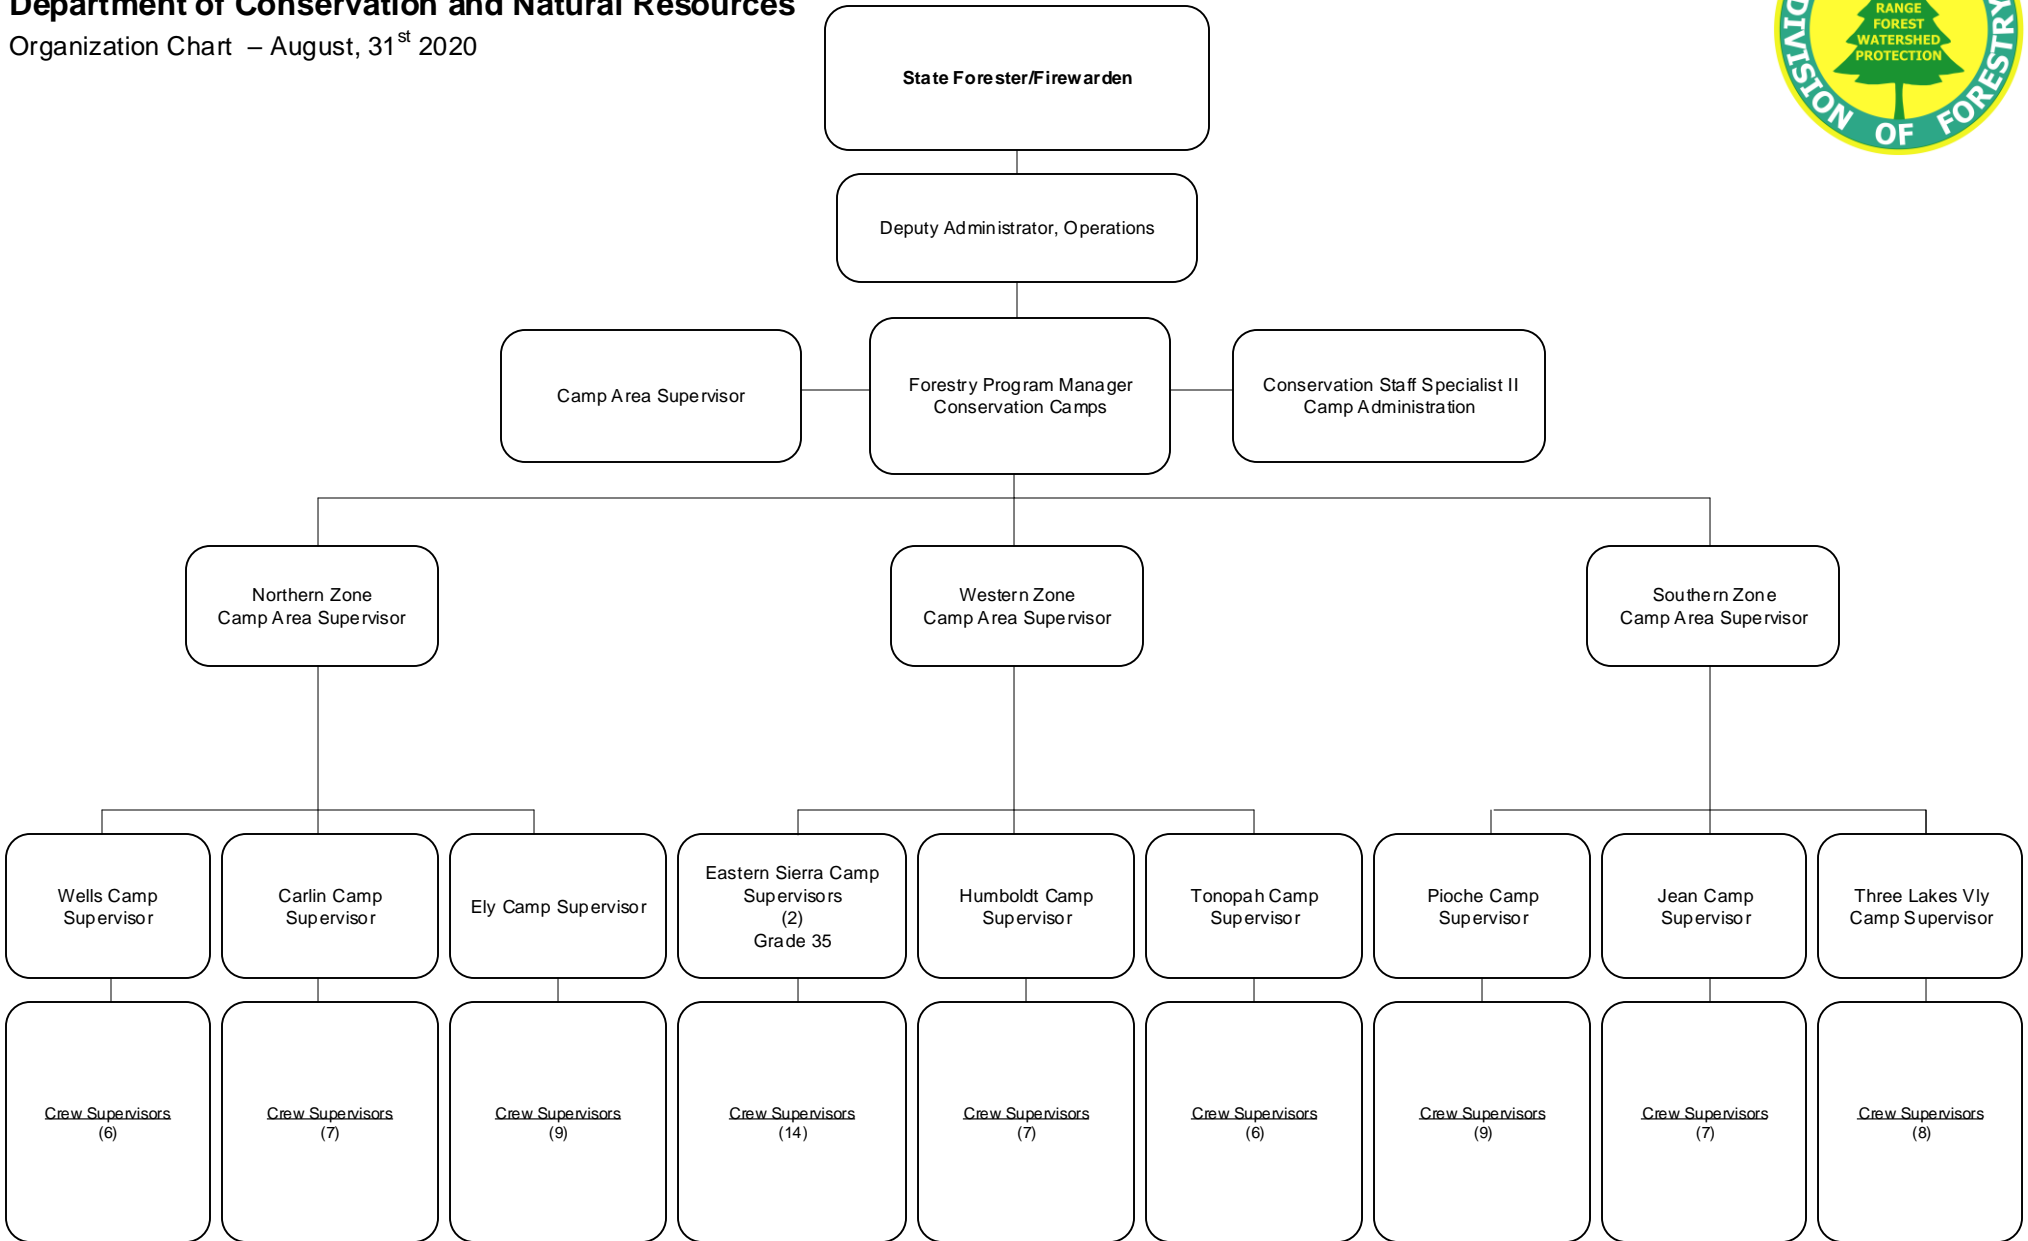 Department of Conservation and Natural Resources
Organization Chart – August, 31st 2020
RANGE
FOREST
WATERSHED
PROTECTION
DIVISION OF FORESTRY
State Forester/Firewarden
Deputy Administrator, Operations
Camp Area Supervisor
Forestry Program Manager
Conservation Camps
Conservation Staff Specialist II
Camp Administration
Northern Zone
Camp Area Supervisor
Western Zone
Camp Area Supervisor
Southern Zone
Camp Area Supervisor
Wells Camp
Supervisor
Carlin Camp
Supervisor
Ely Camp Supervisor
Eastern Sierra Camp
Supervisors
(2)
Grade 35
Humboldt Camp
Supervisor
Tonopah Camp
Supervisor
Pioche Camp
Supervisor
Jean Camp
Supervisor
Three Lakes Vly
Camp Supervisor
Crew Supervisors
(6)
Crew Supervisors
(7)
Crew Supervisors
(9)
Crew Supervisors
(14)
Crew Supervisors
(7)
Crew Supervisors
(6)
Crew Supervisors
(9)
Crew Supervisors
(7)
Crew Supervisors
(8)